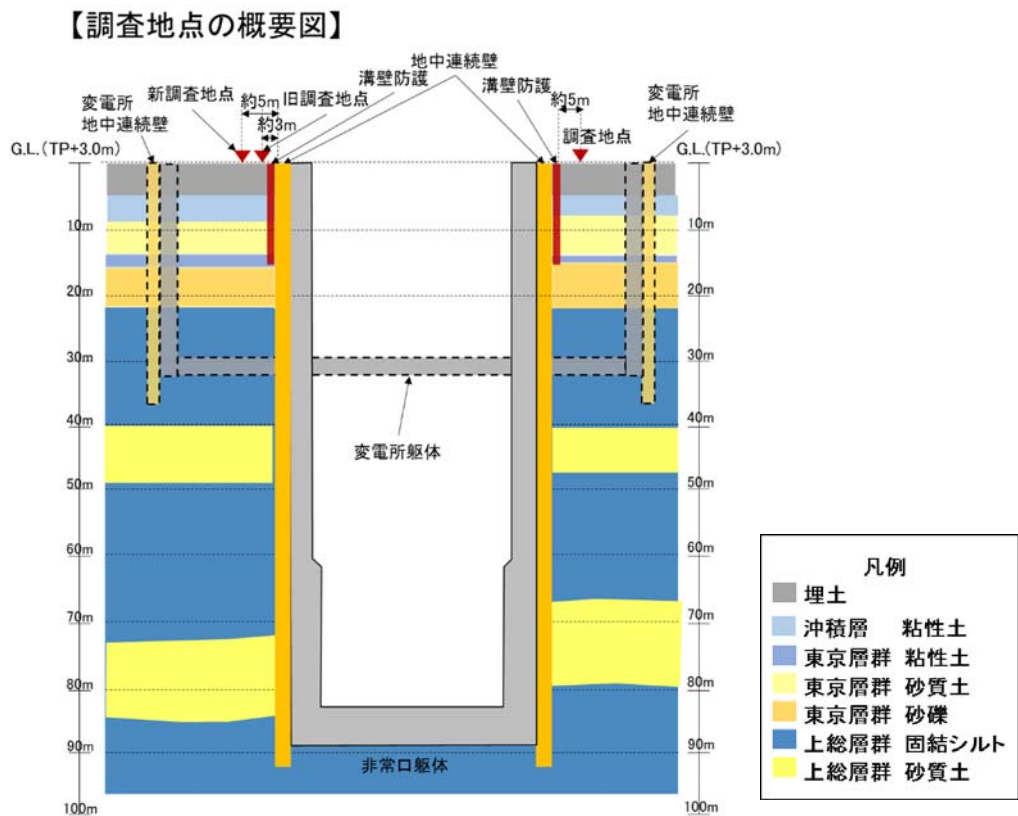 【調査地点の概要図】
地中連続壁
溝壁防護
溝壁防護
変電所
地中連続壁
新調査地点
約5m
旧調査地点
約3m
約5m
調査地点
変電所
地中連続壁
G.L.(TP+3.0m)
G.L.(TP+3.0m)
10m
10m
20m
20m
30m
30m
40m
40m
変電所躯体
50m
50m
60m
60m
70m
70m
80m
80m
90m
90m
非常口躯体
100m
100m
凡例
埋土
沖積層 粘性土
東京層群 粘性土
東京層群 砂質土
東京層群 砂礫
上総層群 固結シルト
上総層群 砂質土